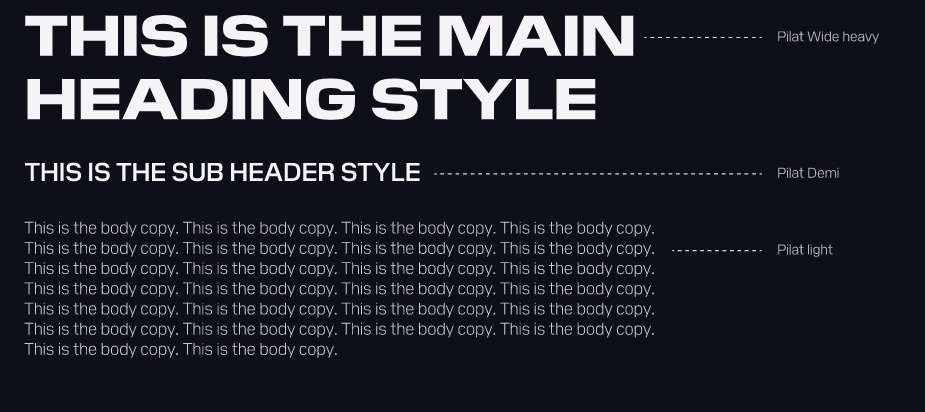 THIS IS THE MAIN
HEADING STYLE
Pilat Wide heavy
THIS IS THE SUB HEADER STYLE
Pilat Demi
This is the body copy. This is the body copy. This is the body copy. This is the body copy.
This is the body copy. This is the body copy. This is the body copy. This is the body copy.
This is the body copy. This is the body copy. This is the body copy. This is the body copy.
This is the body copy. This is the body copy. This is the body copy. This is the body copy.
This is the body copy. This is the body copy. This is the body copy. This is the body copy.
This is the body copy. This is the body copy. This is the body copy. This is the body copy.
This is the body copy. This is the body copy.
Pilat light